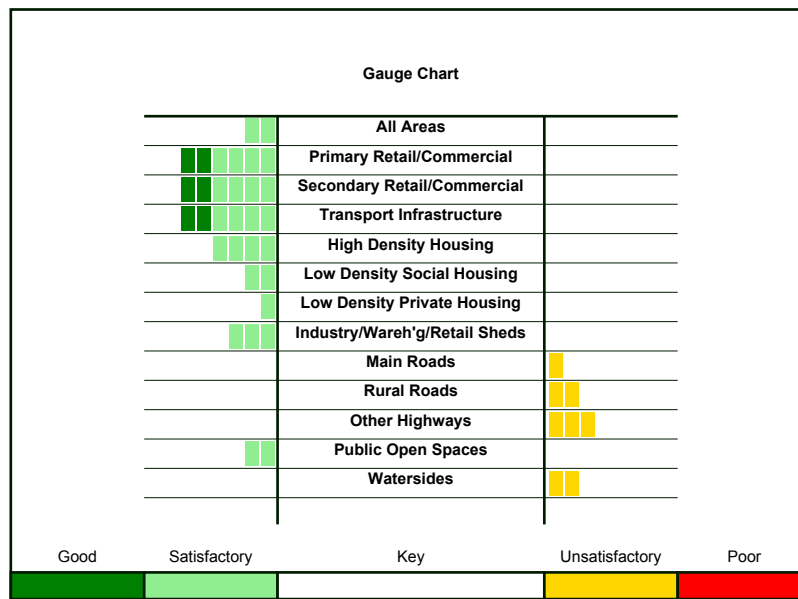 Gauge Chart
All Areas
Primary Retail/Commercial
Secondary Retail/Commercial
Transport Infrastructure
High Density Housing
Low Density Social Housing
Low Density Private Housing
Industry/Wareh'g/Retail Sheds
Main Roads
Rural Roads
Other Highways
Public Open Spaces
Watersides
Good Satisfactory Key Unsatisfactory Poor